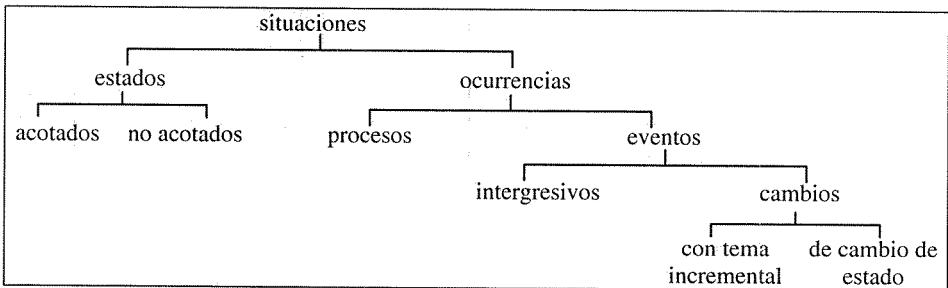 situaciones
estados ocurrencias
acotados no acotados procesos eventos
intergresivos cambios
con tema de cambio de
incremental estado